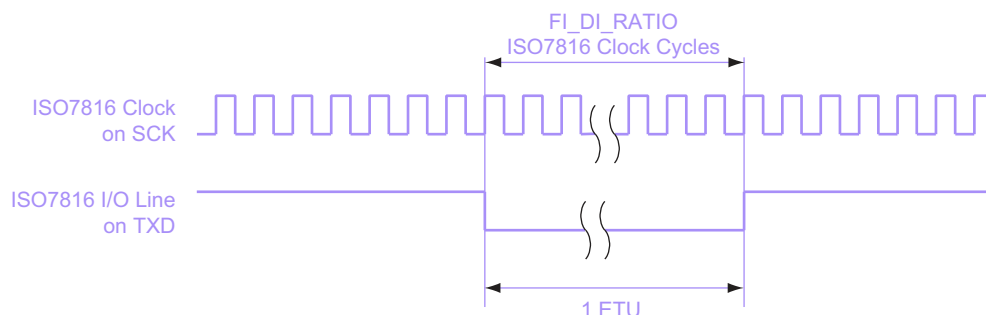 FI_DI_RATIO
ISO7816 Clock Cycles
ISO7816 Clock
on SCK
ISO7816 I/O Line
on TXD
1 ETU